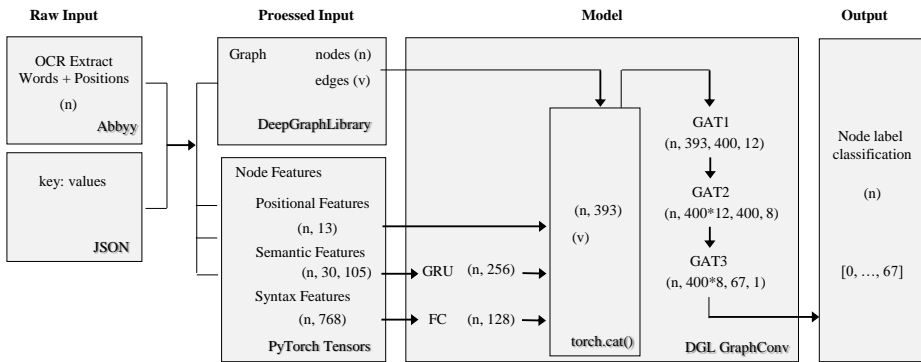 Raw Input
OCR Extract
Words + Positions
(n)
Abbyy
key: values
JSON
Proessed Input
Graph
nodes (n)
edges (v)
DeepGraphLibrary
Node Features
Positional Features
(n, 13)
Semantic Features
(n, 30, 105)
Syntax Features
(n, 768)
PyTorch Tensors
Model
GRU
(n, 256)
FC
(n, 128)
(n, 393)
(v)
torch.cat()
GAT1
(n, 393, 400, 12)
GAT2
(n, 400*12, 400, 8)
GAT3
(n, 400*8, 67, 1)
DGL GraphConv
Output
Node label
classification
(n)
[0, …, 67]